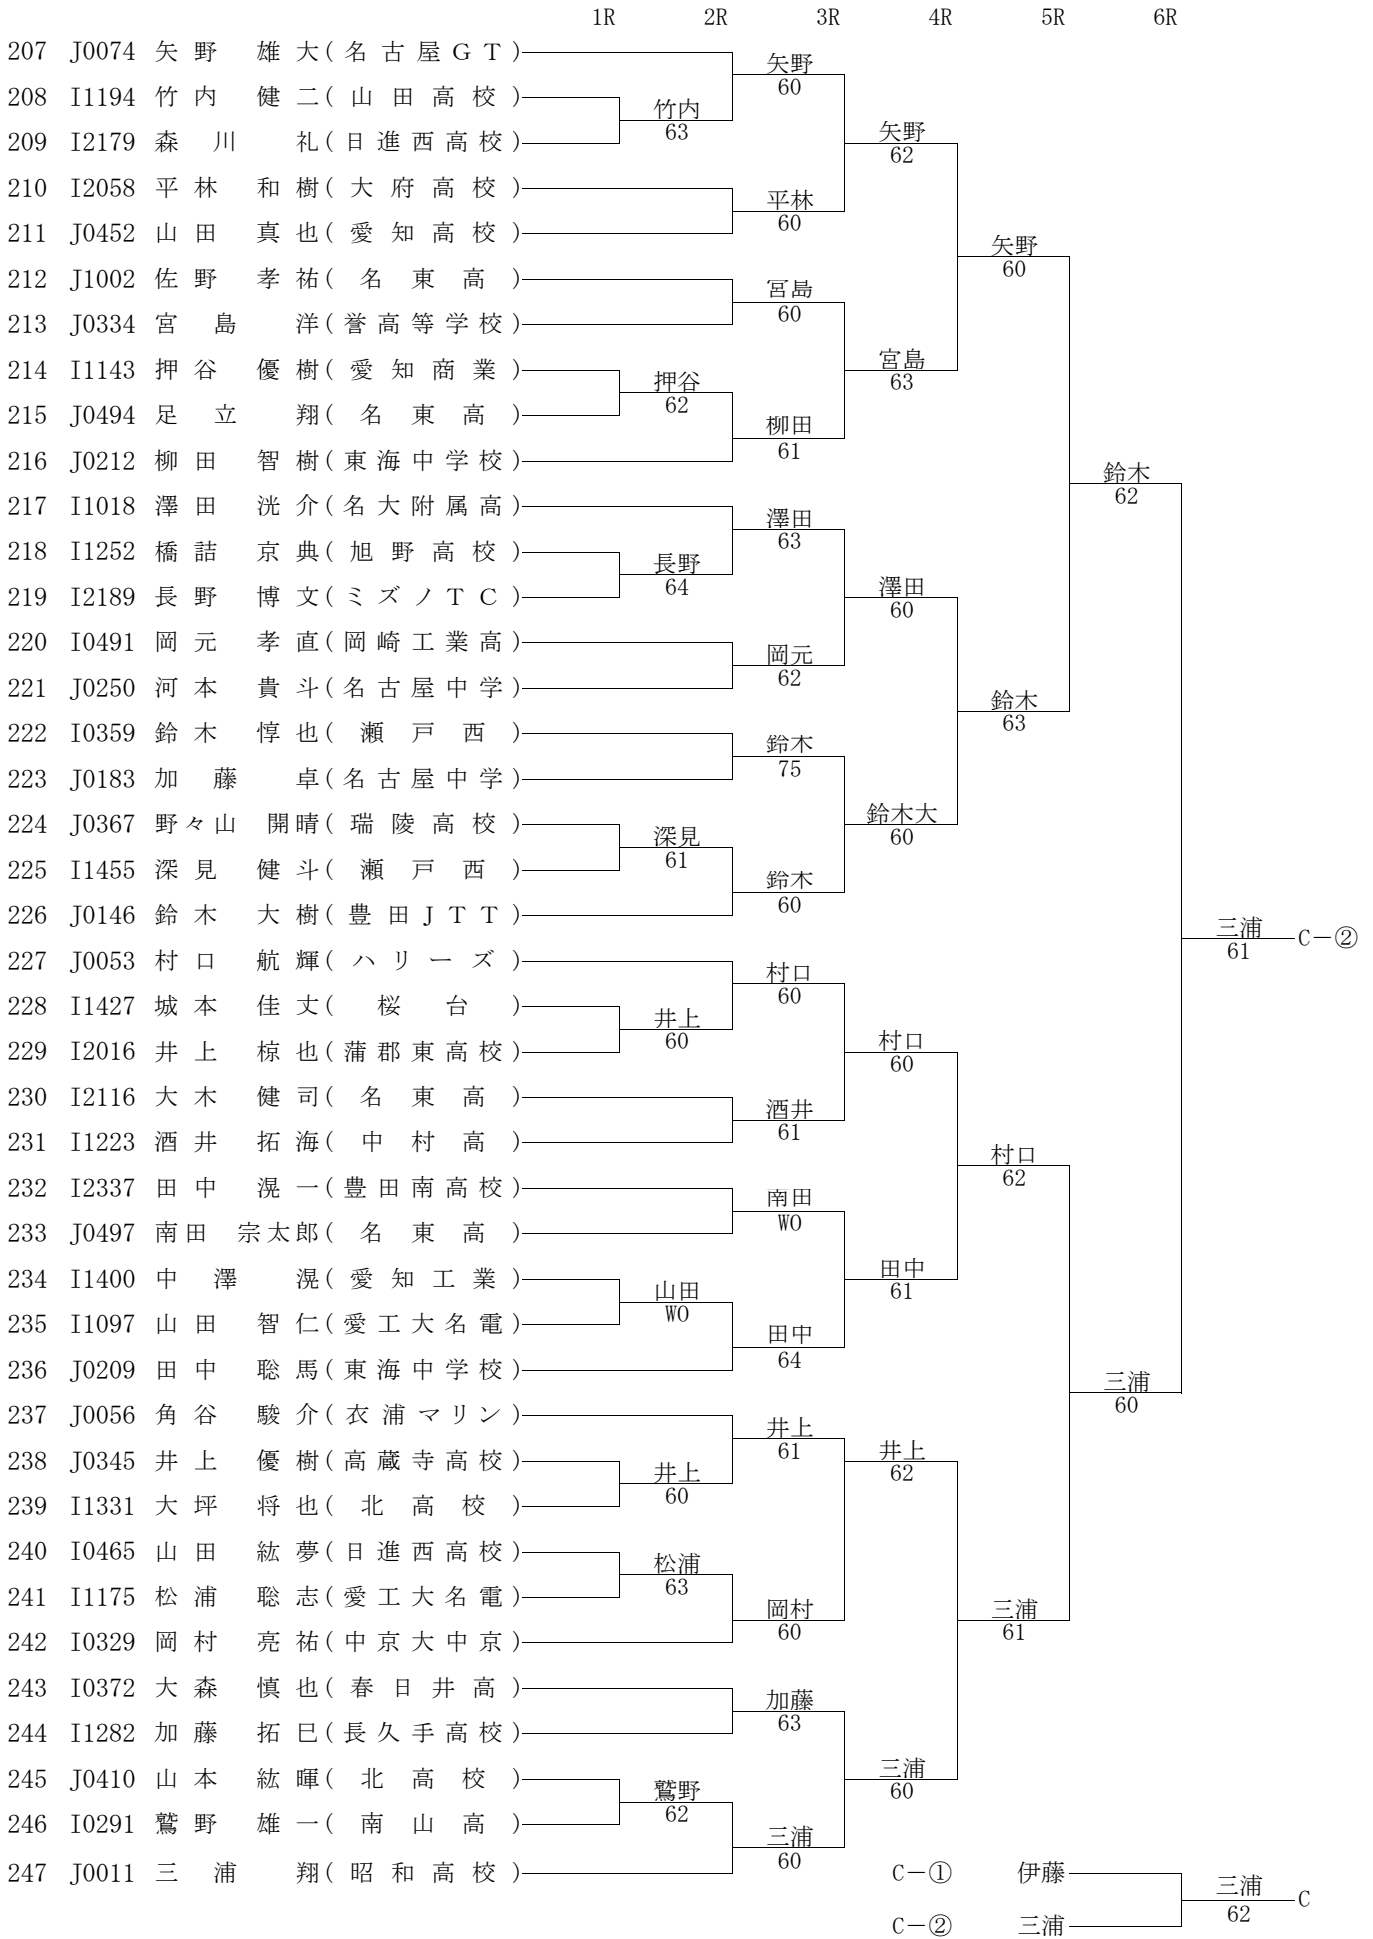 1R 2R 3R 4R 5R 6R
207 J0074 矢野 雄大(名古屋GT)
矢野
60
208 I1194 竹内 健二(山田高校)
竹内
63
209 I2179 森川 礼(日進西高校)
矢野
62
210 I2058 平林 和樹(大府高校)
平林
60
211 J0452 山田 真也(愛知高校)
矢野
60
212 J1002 佐野 孝祐(名東高)
宮島
60
213 J0334 宮島 洋(誉高等学校)
宮島
63
214 I1143 押谷 優樹(愛知商業)
押谷
62
215 J0494 足立 翔(名東高)
柳田
61
216 J0212 柳田 智樹(東海中学校)
鈴木
62
217 I1018 澤田 洸介(名大附属高)
澤田
63
218 I1252 橋詰 京典(旭野高校)
長野
64
219 I2189 長野 博文(ミズノTC)
澤田
60
220 I0491 岡元 孝直(岡崎工業高)
岡元
62
221 J0250 河本 貴斗(名古屋中学)
鈴木
63
222 I0359 鈴木 惇也(瀬戸西)
鈴木
75
223 J0183 加藤 卓(名古屋中学)
鈴木大
60
224 J0367 野々山 開晴(瑞陵高校)
深見
61
225 I1455 深見 健斗(瀬戸西)
鈴木
60
226 J0146 鈴木 大樹(豊田JTT)
三浦 C-②
61
227 J0053 村口 航輝(ハリーズ)
村口
60
228 I1427 城本 佳丈(桜台)
井上
60
229 I2016 井上 椋也(蒲郡東高校)
村口
60
230 I2116 大木 健司(名東高)
酒井
61
231 I1223 酒井 拓海(中村高)
村口
62
232 I2337 田中 滉一(豊田南高校)
南田
WO
233 J0497 南田 宗太郎(名東高)
田中
61
234 I1400 中澤 滉(愛知工業)
山田
WO
235 I1097 山田 智仁(愛工大名電)
田中
64
236 J0209 田中 聡馬(東海中学校)
三浦
60
237 J0056 角谷 駿介(衣浦マリン)
井上
61
238 J0345 井上 優樹(高蔵寺高校)
井上
60
井上
62
239 I1331 大坪 将也(北高校)
240 I0465 山田 紘夢(日進西高校)
松浦
63
241 I1175 松浦 聡志(愛工大名電)
岡村
60
三浦
61
242 I0329 岡村 亮祐(中京大中京)
243 I0372 大森 慎也(春日井高)
加藤
63
244 I1282 加藤 拓巳(長久手高校)
三浦
60
245 J0410 山本 紘暉(北高校)
鷲野
62
246 I0291 鷲野 雄一(南山高)
三浦
60
247 J0011 三浦 翔(昭和高校)
C-① 伊藤
三浦 C
62
C-② 三浦